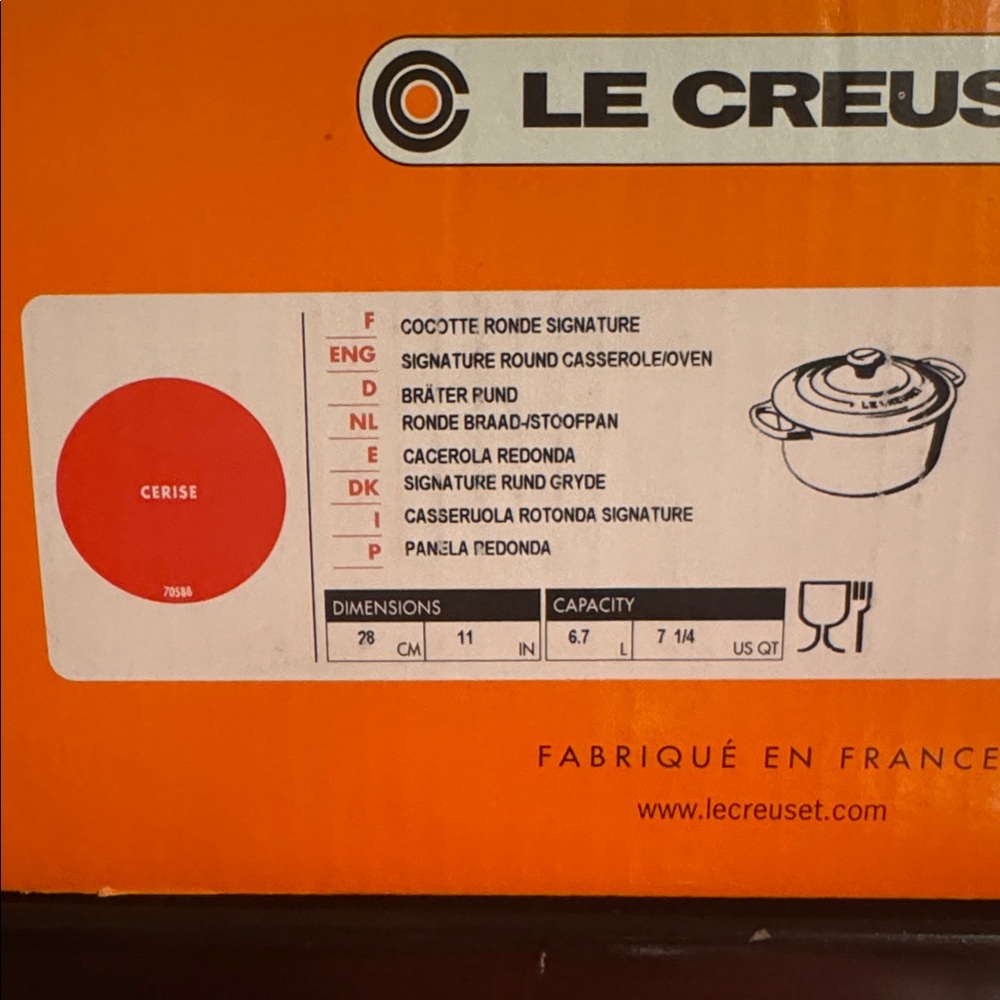 LE CREUS
CERISE
70588
F COCOTTE RONDE SIGNATURE
ENG SIGNATURE ROUND CASSEROLE/OVEN
D BRÄTER RUND
NL RONDE BRAAD-/STOOFPAN
E CACEROLA REDONDA
DK SIGNATURE RUND GRYDE
I CASSERUOLA ROTONDA SIGNATURE
P PANELA REDONDA
LE CREUSET
DIMENSIONS CAPACITY
28 CM 11 IN 6.7 L 7 1/4 US QT
FABRIQUÉ EN FRANCE
www.lecreuset.com